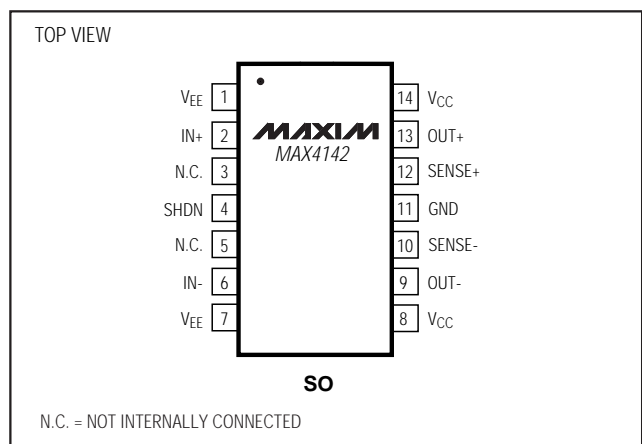 TOP VIEW
VEE 1
IN+ 2
N.C. 3
SHDN 4
N.C. 5
IN- 6
VEE 7
MAXIM
MAX4142
14 VCC
13 OUT+
12 SENSE+
11 GND
10 SENSE-
9 OUT-
8 VCC
SO
N.C. = NOT INTERNALLY CONNECTED